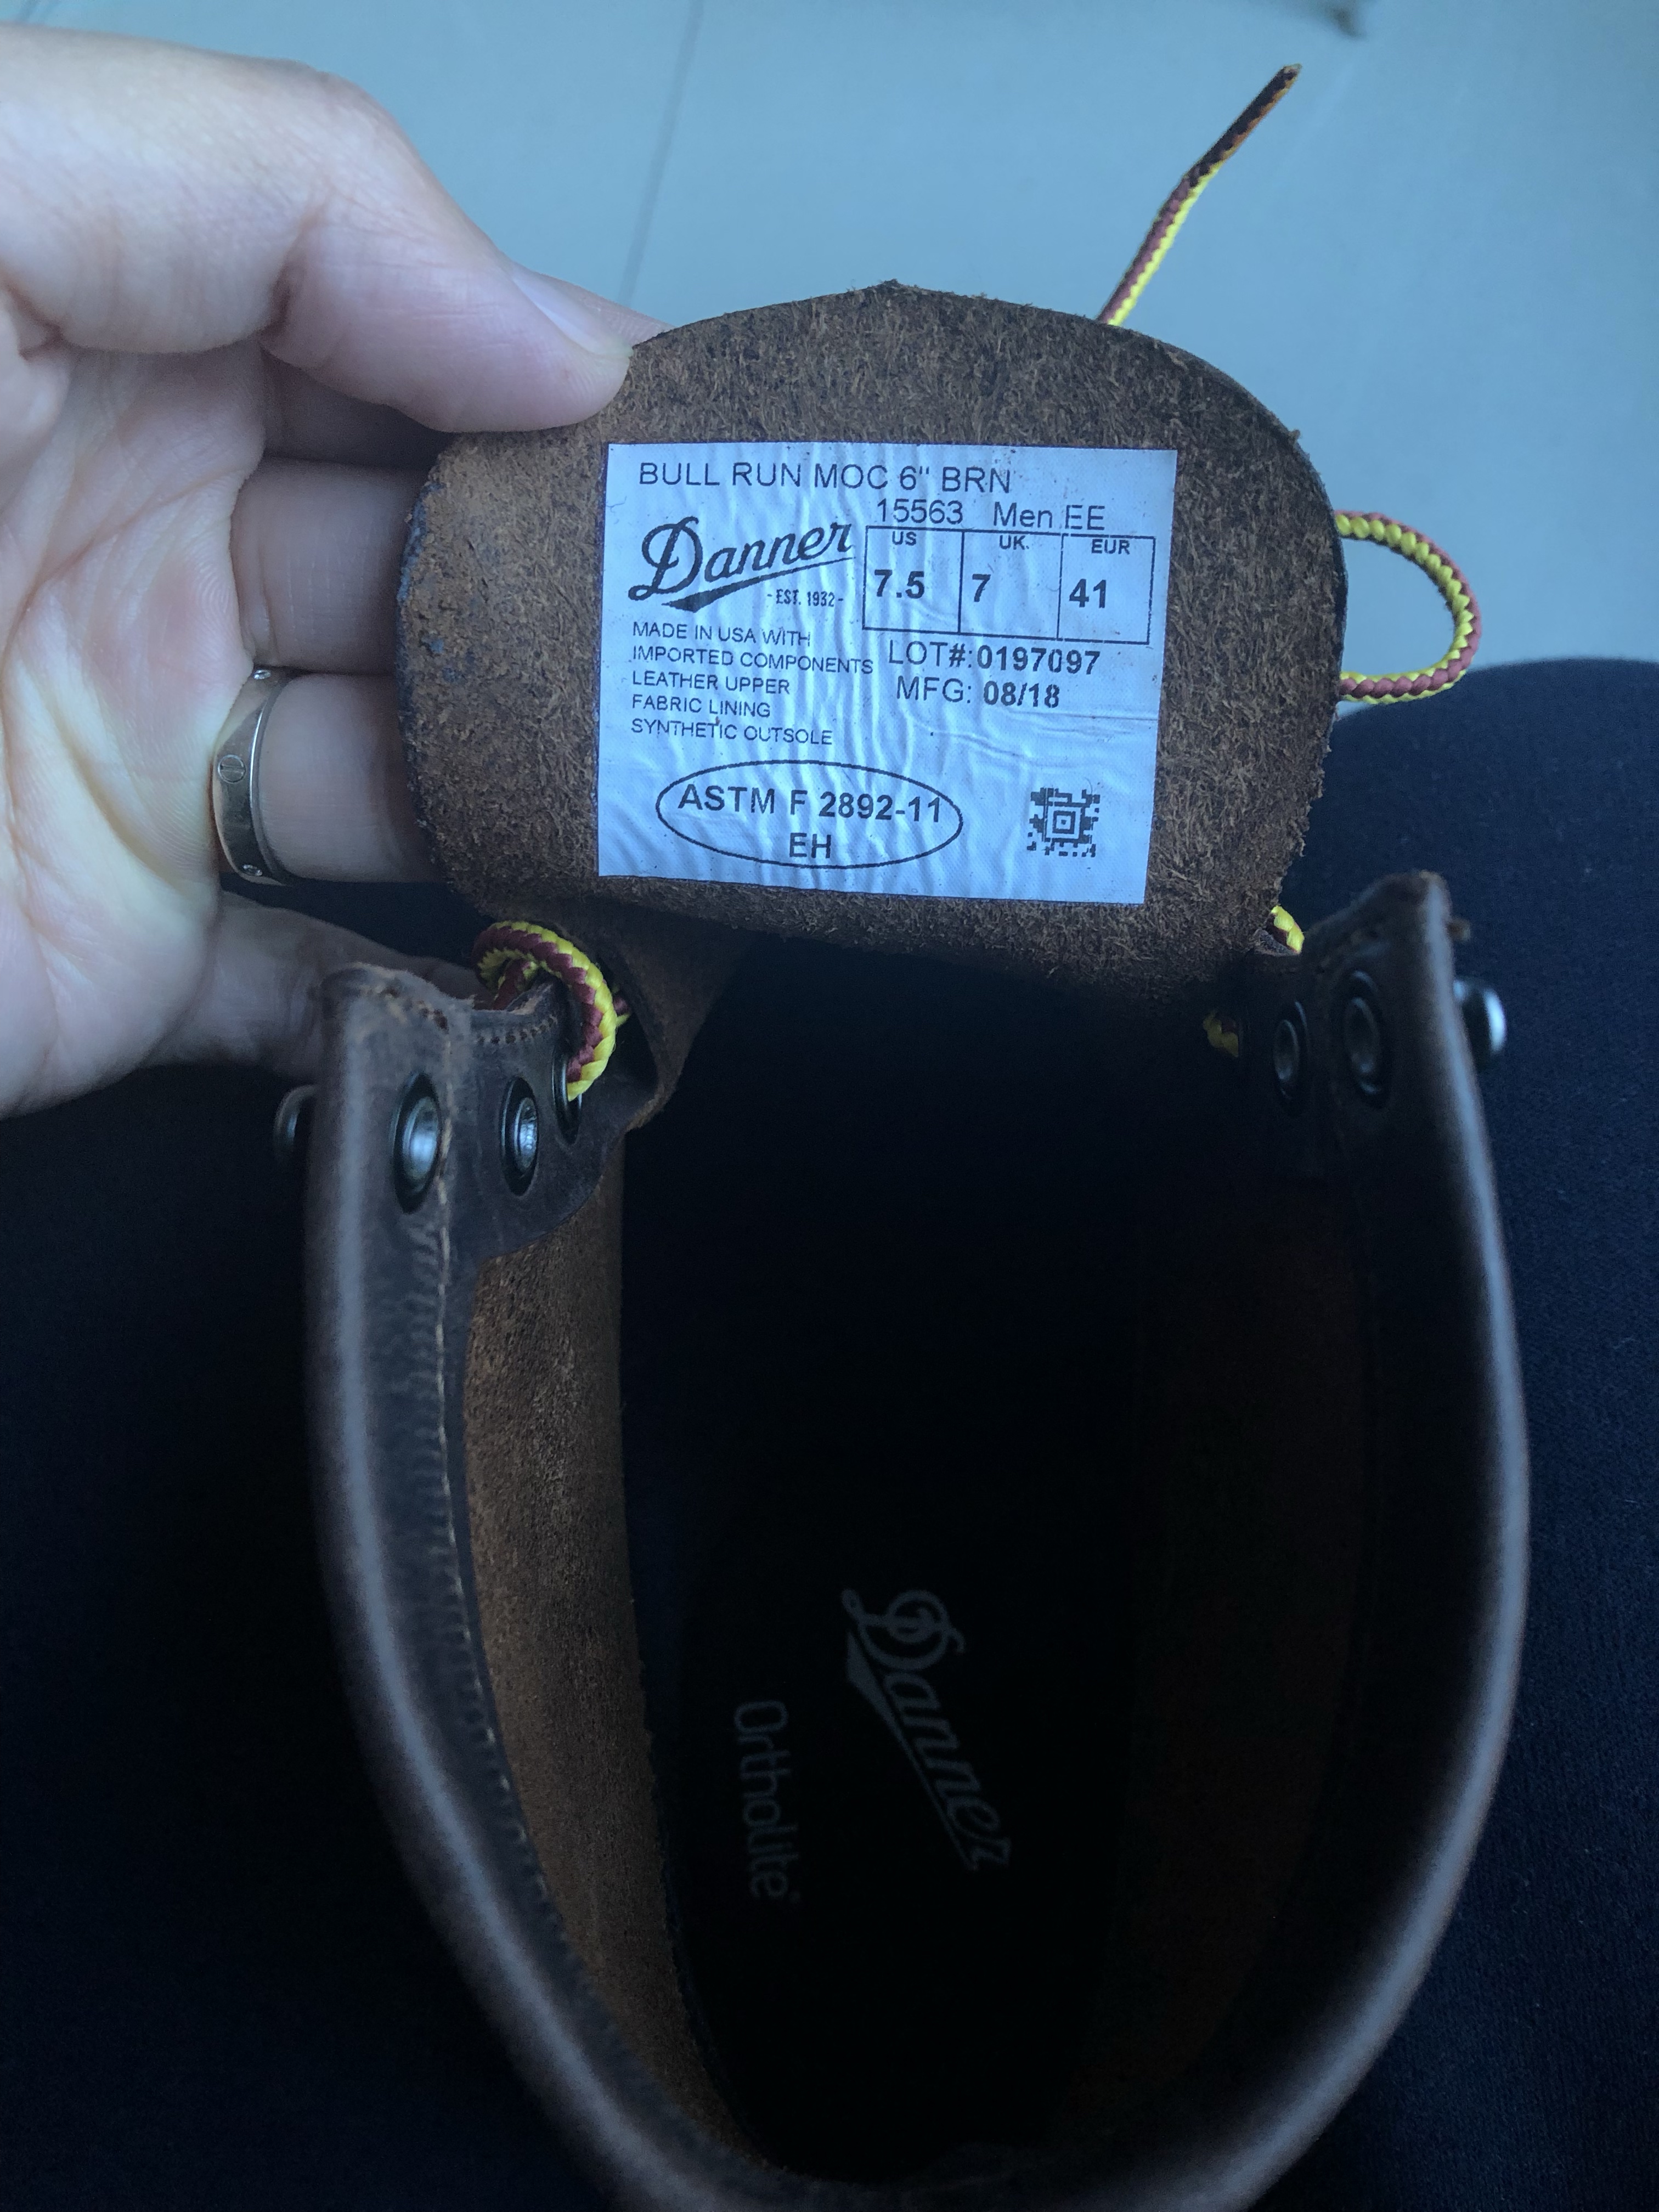 BULL RUN MOC 6" BRN
15563 Men EE
Danner
- EST. 1932 -
US UK. EUR
7.5 7 41
MADE IN USA WITH
IMPORTED COMPONENTS
LEATHER UPPER
FABRIC LINING
SYNTHETIC OUTSOLE
LOT#:0197097
MFG: 08/18
ASTM F 2892-11
EH
Danner
Ortholite